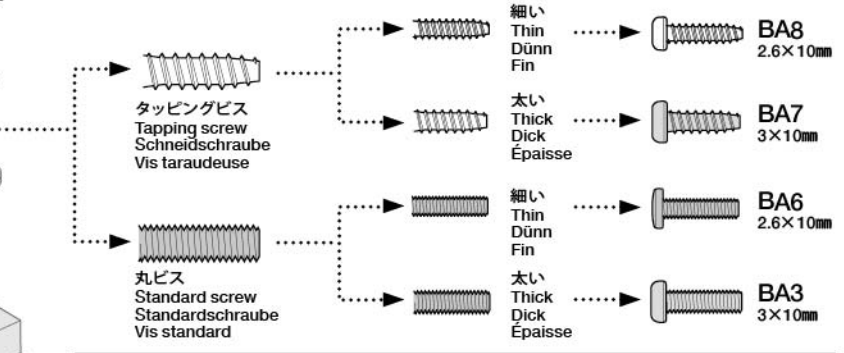 タッピングビス
Tapping screw
Schneidschraube
Vis taraudeuse
細い
Thin
Dünn
Fin
BA8
2.6×10㎜
太い
Thick
Dick
Épaisse
BA7
3×10㎜
丸ビス
Standard screw
Standardschraube
Vis standard
細い
Thin
Dünn
Fin
BA6
2.6×10㎜
太い
Thick
Dick
Épaisse
BA3
3×10㎜